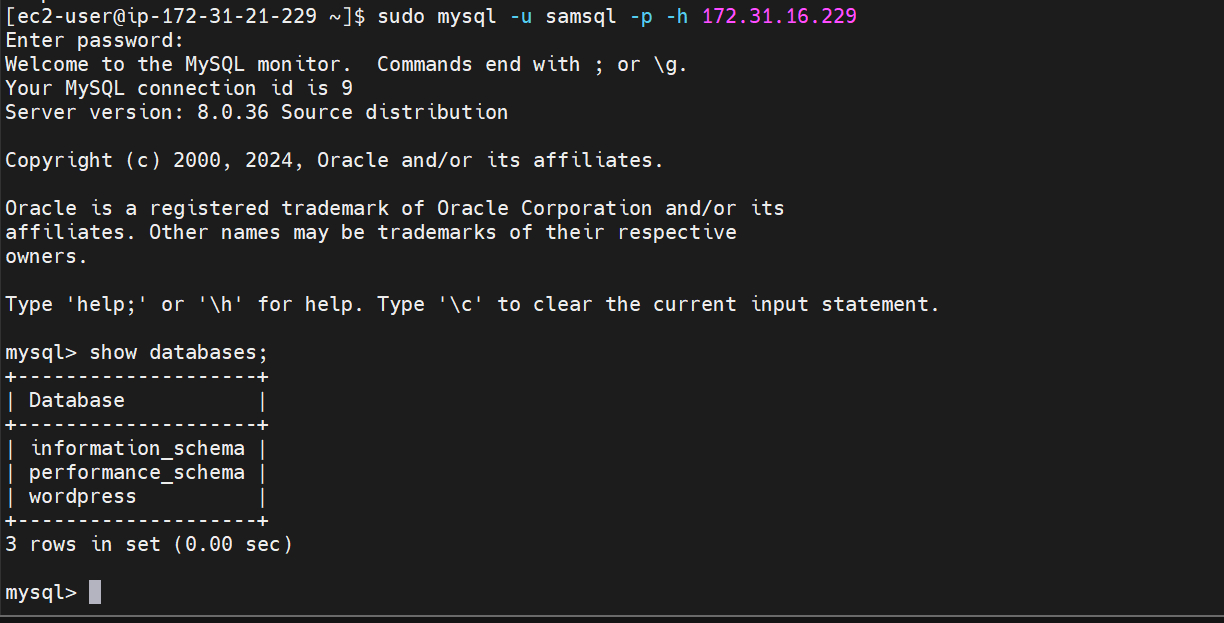 [ec2-user@ip-172-31-21-229 ~]$ sudo mysql -u samsql -p -h 172.31.16.229
Enter password:
Welcome to the MySQL monitor.  Commands end with ; or \g.
Your MySQL connection id is 9
Server version: 8.0.36 Source distribution

Copyright (c) 2000, 2024, Oracle and/or its affiliates.

Oracle is a registered trademark of Oracle Corporation and/or its
affiliates. Other names may be trademarks of their respective
owners.

Type 'help;' or '\h' for help. Type '\c' to clear the current input statement.

mysql> show databases;
+--------------------+
| Database           |
+--------------------+
| information_schema |
| performance_schema |
| wordpress          |
+--------------------+
3 rows in set (0.00 sec)

mysql>